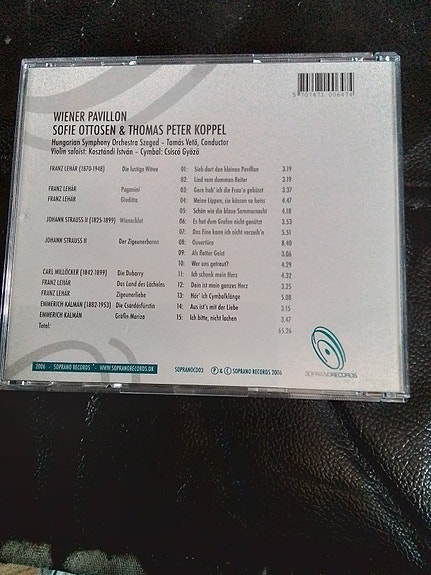 5 707471 006474
WIENER PAVILLON
SOFIE OTTOSEN & THOMAS PETER KOPPEL
Hungarian Symphony Orchestra Szeged – Tamás Vetö, Conductor
Violin soloist: Kosztándi István – Cymbal: Csiscó Gyözö
FRANZ LEHÁR (1870-1948) Die lustige Witwe 01: Sieh dort den kleinen Pavillon 3.19
02: Lied vom dummen Reiter 3.19
FRANZ LEHÁR Paganini 03: Gern hab' ich die Frau'n geküsst 3.37
FRANZ LEHÁR Giuditta 04: Meine Lippen, sie küssen so heiss 4.47
05: Schön wie die blaue Sommernacht 4.18
JOHANN STRAUSS II (1825-1899) Wienerblut 06: Es hat dem Grafen nicht genützt 3.53
07: Das Eine kann ich nicht verzeih'n 5.51
JOHANN STRAUSS II Der Zigeunerbaron 08: Ouvertüre 8.40
09: Als flotter Geist 3.06
10: Wer uns getraut? 4.29
CARL MILLÖCKER (1842-1899) Die Dubarry 11: Ich schenk mein Herz 4.32
FRANZ LEHÁR Das Land des Lächelns 12: Dein ist mein ganzes Herz 3.25
FRANZ LEHÁR Zigeunerliebe 13: Hör' ich Cymbalklänge 5.08
EMMERICH KÁLMÁN (1882-1953) Die Csárdásfürstin 14: Aus ist's mit der Liebe 3.15
EMMERICH KÁLMÁN Gräfin Mariza 15: Ich bitte, nicht lachen 3.47
Total: 65.26
2006 - SOPRANO RECORDS - WWW.SOPRANORECORDS.DK SOPRANOCD03 P & C SOPRANO RECORDS 2006
SOPRANORECORDS